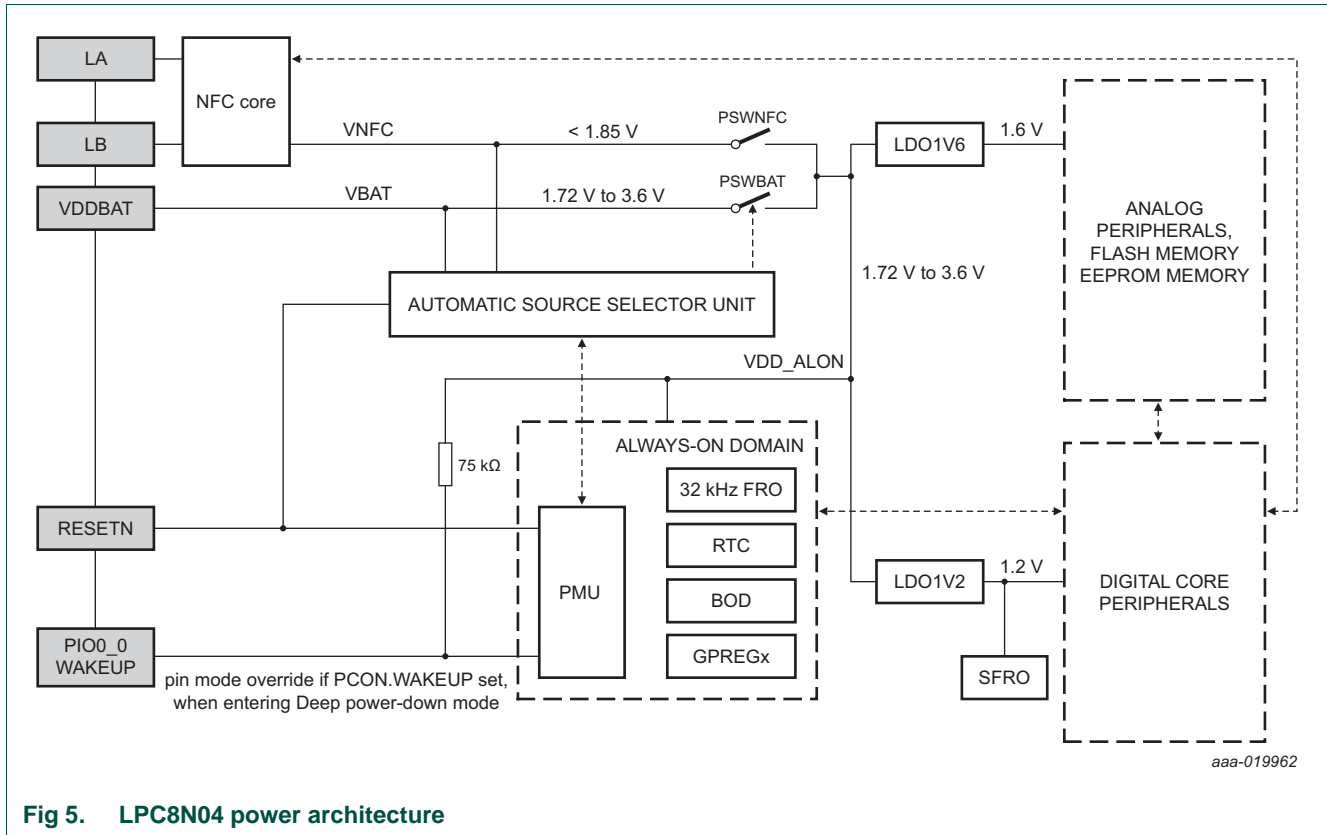 LA
NFC core
LB
VDDBAT
VNFC
< 1.85 V
PSWNFC
VBAT
1.72 V to 3.6 V
PSWBAT
LDO1V6
1.6 V
ANALOG
PERIPHERALS,
FLASH MEMORY
EEPROM MEMORY
1.72 V to 3.6 V
AUTOMATIC SOURCE SELECTOR UNIT
VDD_ALON
75 kΩ
ALWAYS-ON DOMAIN
32 kHz FRO
RTC
BOD
GPREGx
PMU
RESETN
PIO0_0
WAKEUP
pin mode override if PCON.WAKEUP set,
when entering Deep power-down mode
LDO1V2
1.2 V
SFRO
DIGITAL CORE
PERIPHERALS
aaa-019962
Fig 5. LPC8N04 power architecture